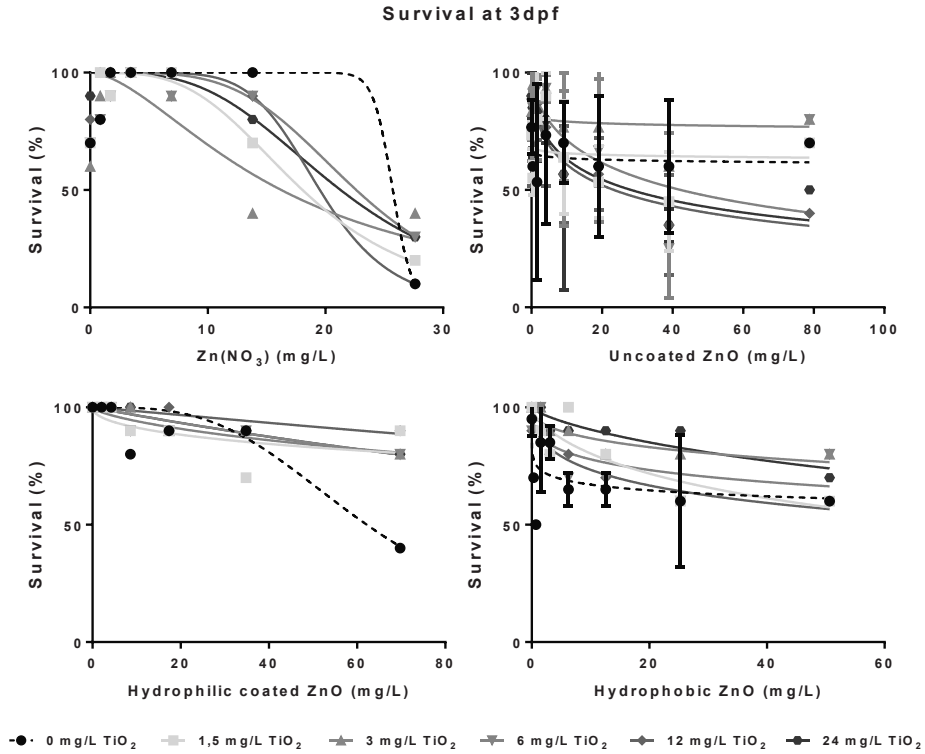 Survival at 3dpf
Survival (%)
100
50
0
0 10 20 30
Zn(NO3) (mg/L)
Survival (%)
100
50
0
0 20 40 60 80 100
Uncoated ZnO (mg/L)
Survival (%)
100
50
0
0 20 40 60 80
Hydrophilic coated ZnO (mg/L)
Survival (%)
100
50
0
0 20 40 60
Hydrophobic ZnO (mg/L)
0 mg/L TiO2 1,5 mg/L TiO2 3 mg/L TiO2 6 mg/L TiO2 12 mg/L TiO2 24 mg/L TiO2